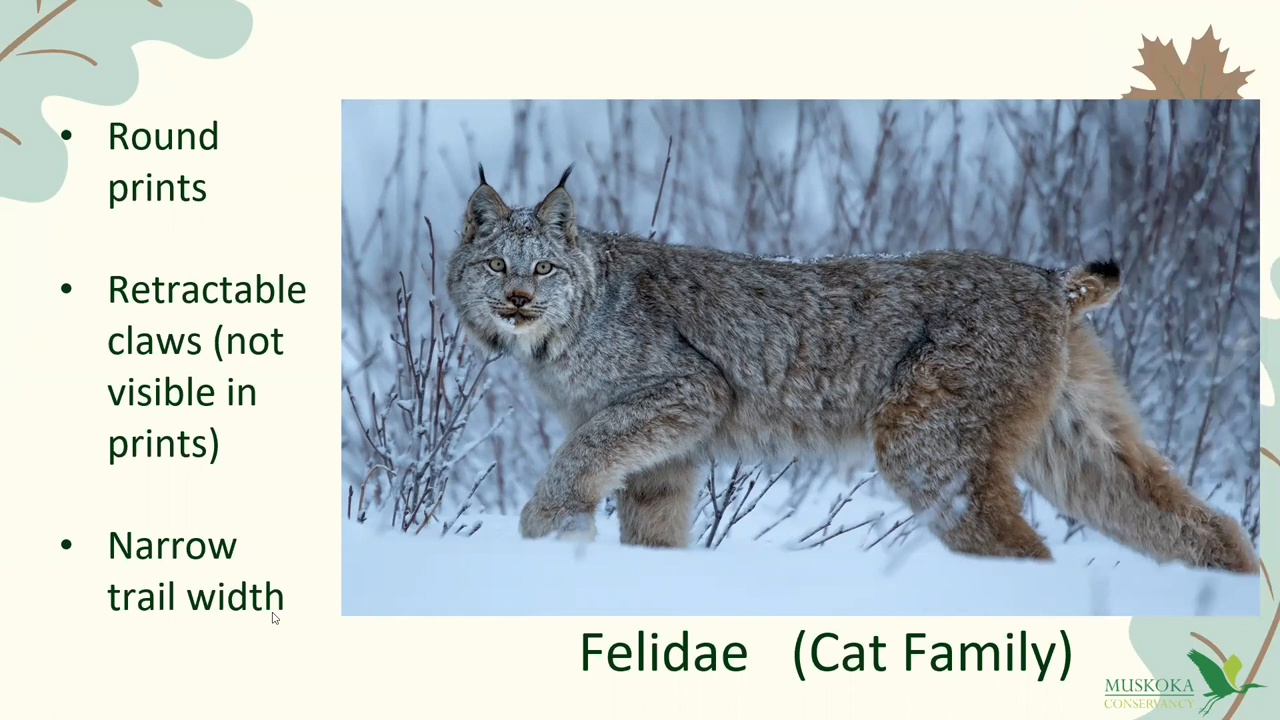 • Round
prints
• Retractable
claws (not
visible in
prints)
• Narrow
trail width
Felidae (Cat Family)
MUSKOKA
CONSERVANCY